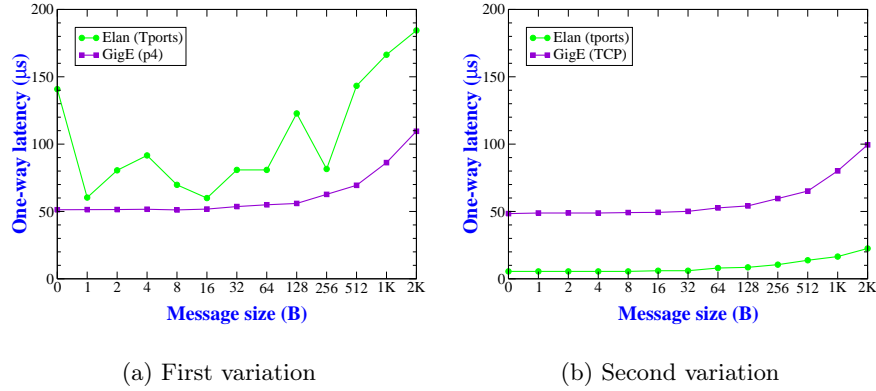 200
150
100
50
0
One-way latency (µs)
Elan (Tports)
GigE (p4)
0 1 2 4 8 16 32 64 128 256 512 1K 2K
Message size (B)
(a) First variation
200
150
100
50
0
One-way latency (µs)
Elan (tports)
GigE (TCP)
0 1 2 4 8 16 32 64 128 256 512 1K 2K
Message size (B)
(b) Second variation